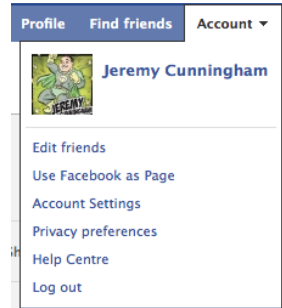 Profile Find friends Account
Jeremy Cunningham
JEREMY
Edit friends
Use Facebook as Page
Account Settings
Privacy preferences
Help Centre
Log out